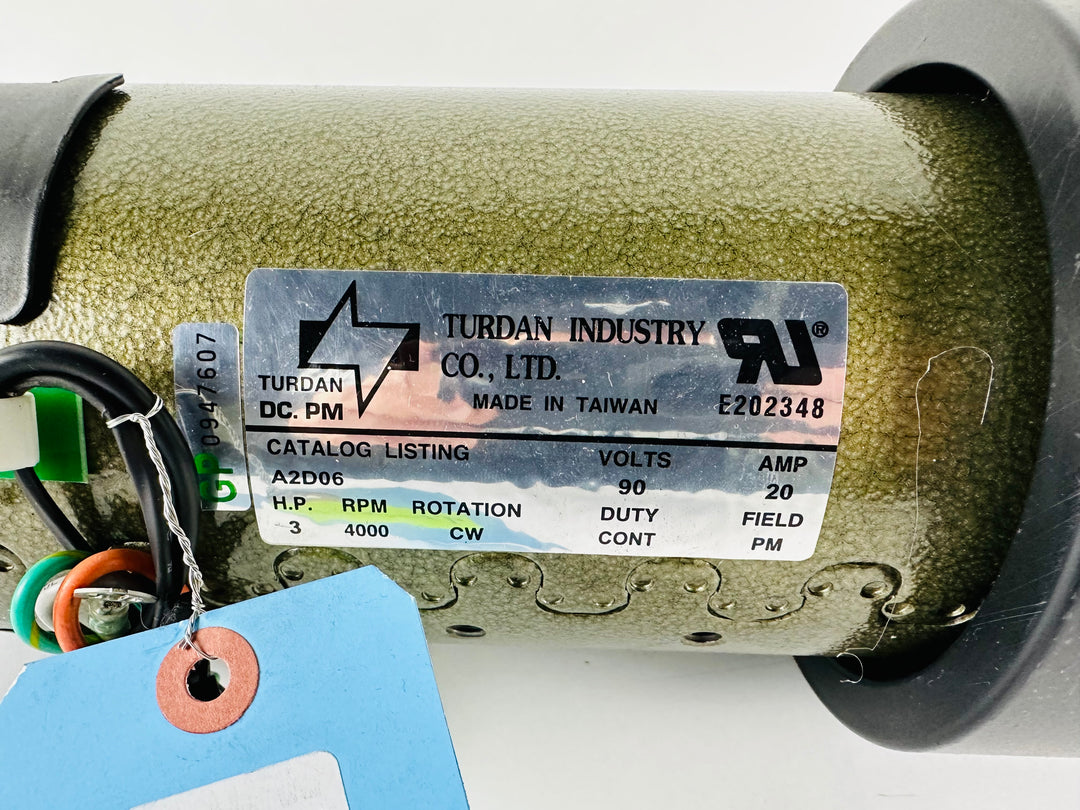 TURDAN INDUSTRY
CO., LTD.
MADE IN TAIWAN
TURDAN
DC. PM
RU®
E202348
CATALOG LISTING
A2D06
VOLTS
90
AMP
20
H.P.
3
RPM
4000
ROTATION
CW
DUTY
CONT
FIELD
PM
GP 0947607